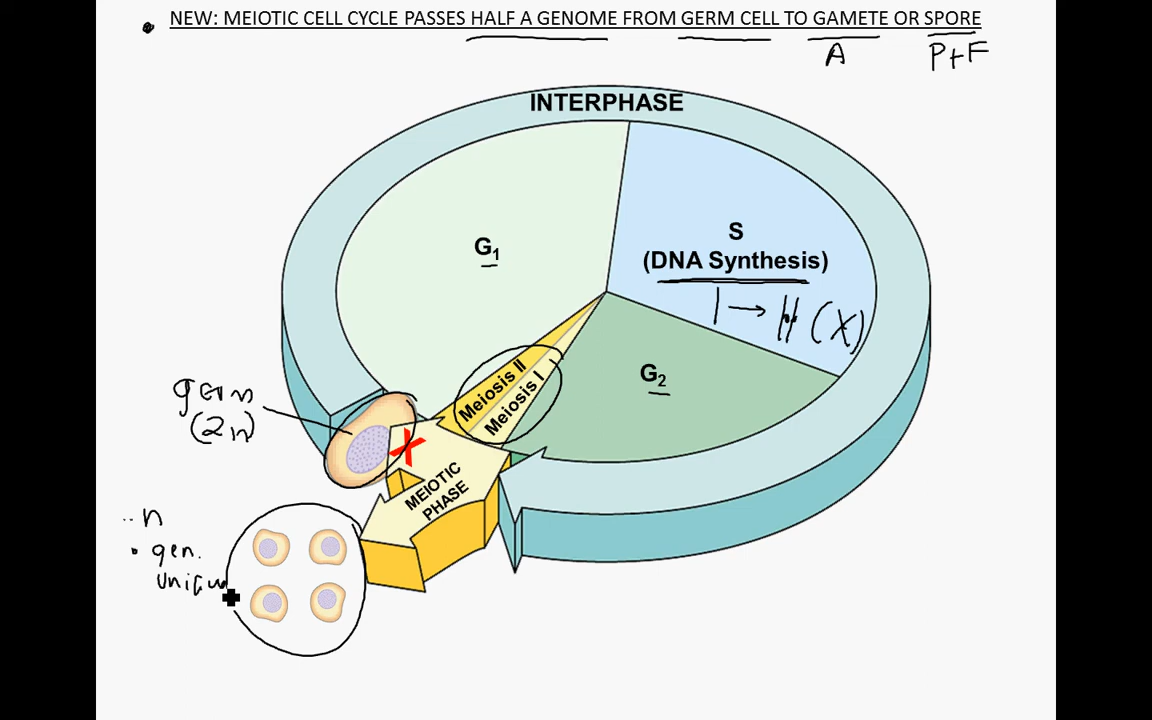 NEW: MEIOTIC CELL CYCLE PASSES HALF A GENOME FROM GERM CELL TO GAMETE OR SPORE
A P+F
INTERPHASE
G₁
S
(DNA Synthesis)
I → H (X)
G₂
Meiosis II
Meiosis I
germ
(2n)
MEIOTIC
PHASE
n
• gen.
uniqu